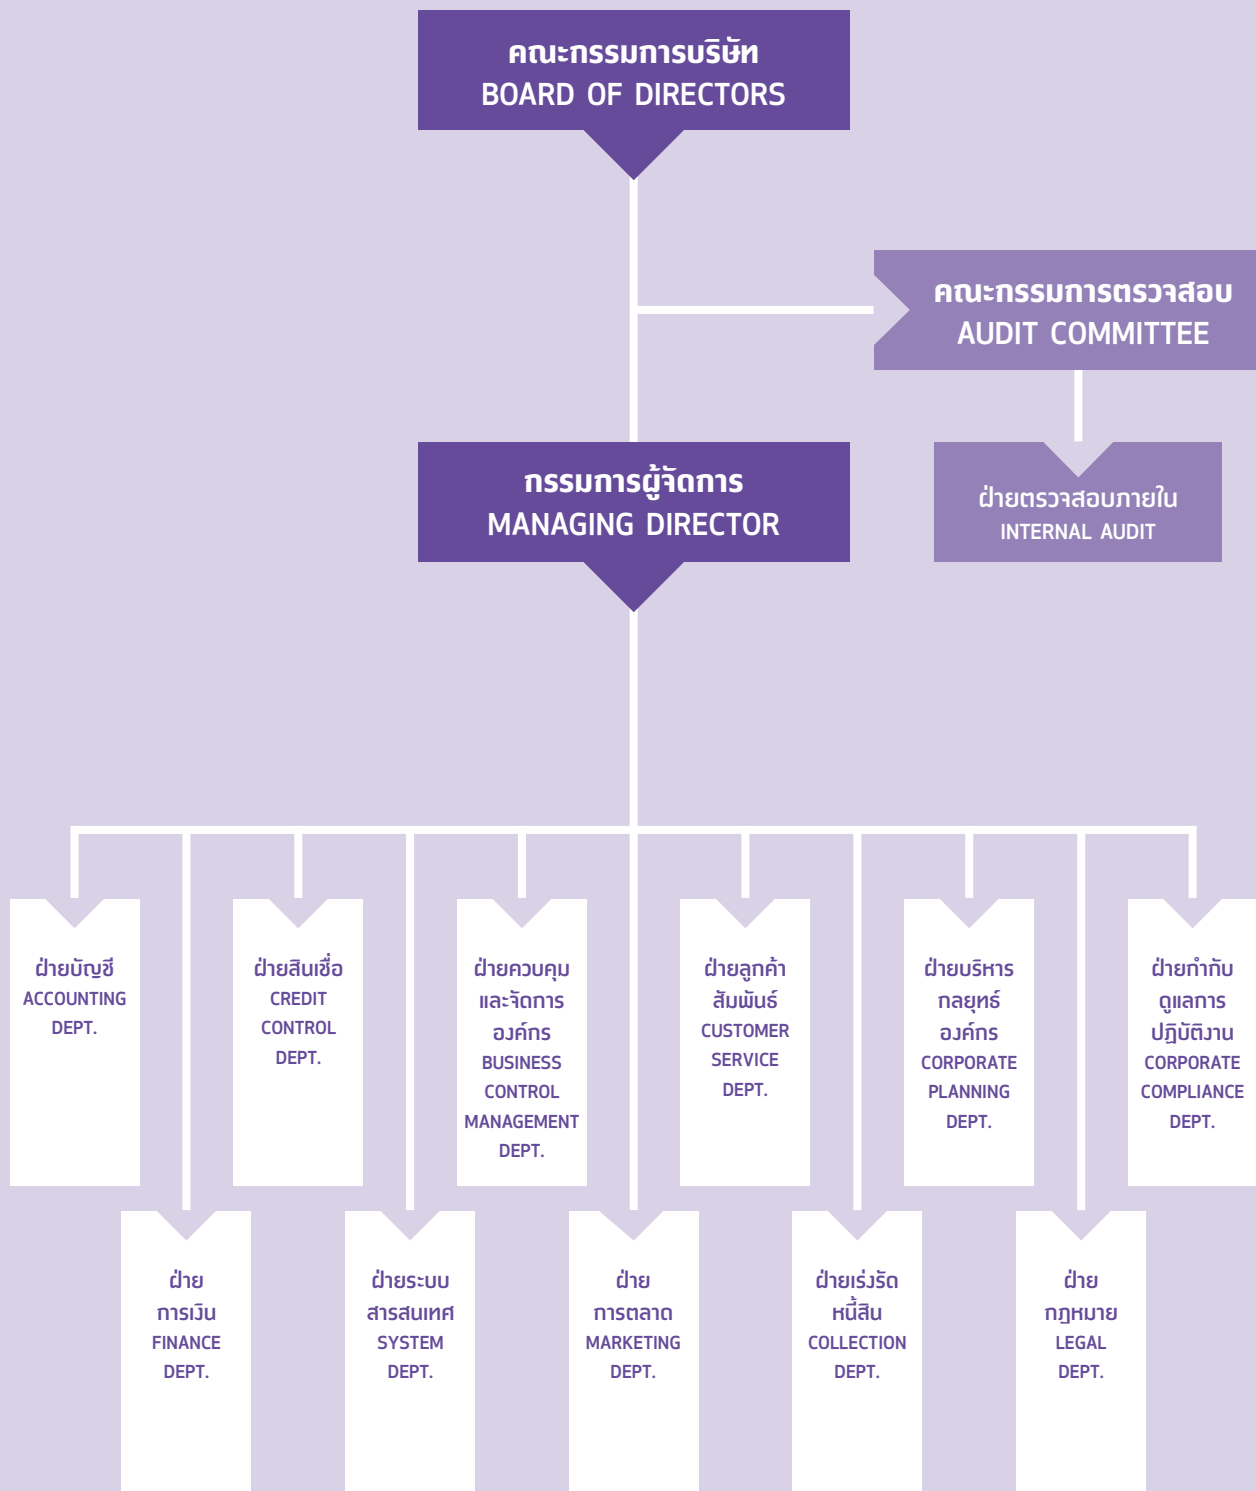 คณะกรรมการบริษัท
BOARD OF DIRECTORS
คณะกรรมการตรวจสอบ
AUDIT COMMITTEE
กรรมการผู้จัดการ
MANAGING DIRECTOR
ฝ่ายตรวจสอบภายใน
INTERNAL AUDIT
ฝ่ายบัญชี
ACCOUNTING
DEPT.
ฝ่ายสินเชื่อ
CREDIT
CONTROL
DEPT.
ฝ่ายควบคุม
และจัดการ
องค์กร
BUSINESS
CONTROL
MANAGEMENT
DEPT.
ฝ่ายลูกค้า
สัมพันธ์
CUSTOMER
SERVICE
DEPT.
ฝ่ายบริหาร
กลยุทธ์
องค์กร
CORPORATE
PLANNING
DEPT.
ฝ่ายกำกับ
ดูแลการ
ปฏิบัติงาน
CORPORATE
COMPLIANCE
DEPT.
ฝ่าย
การเงิน
FINANCE
DEPT.
ฝ่ายระบบ
สารสนเทศ
SYSTEM
DEPT.
ฝ่าย
การตลาด
MARKETING
DEPT.
ฝ่ายเร่งรัด
หนี้สิน
COLLECTION
DEPT.
ฝ่าย
กฎหมาย
LEGAL
DEPT.